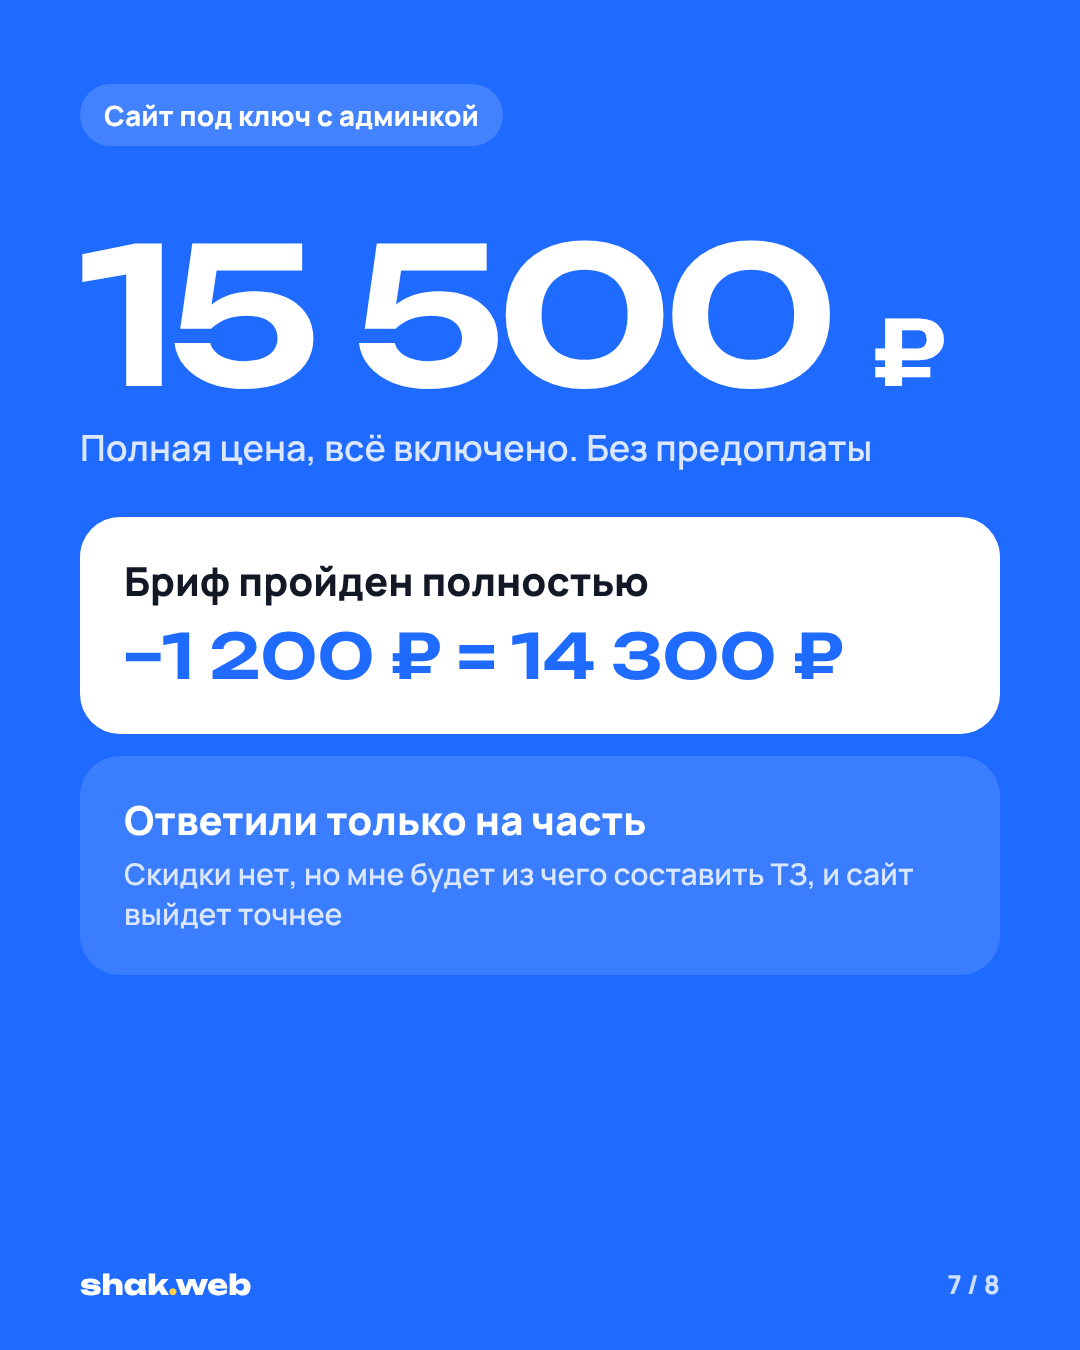 Сайт под ключ с админкой
15 500 ₽
Полная цена, всё включено. Без предоплаты
Бриф пройден полностью
−1 200 ₽ = 14 300 ₽
Ответили только на часть
Скидки нет, но мне будет из чего составить ТЗ, и сайт
выйдет точнее
shak.web
7 / 8